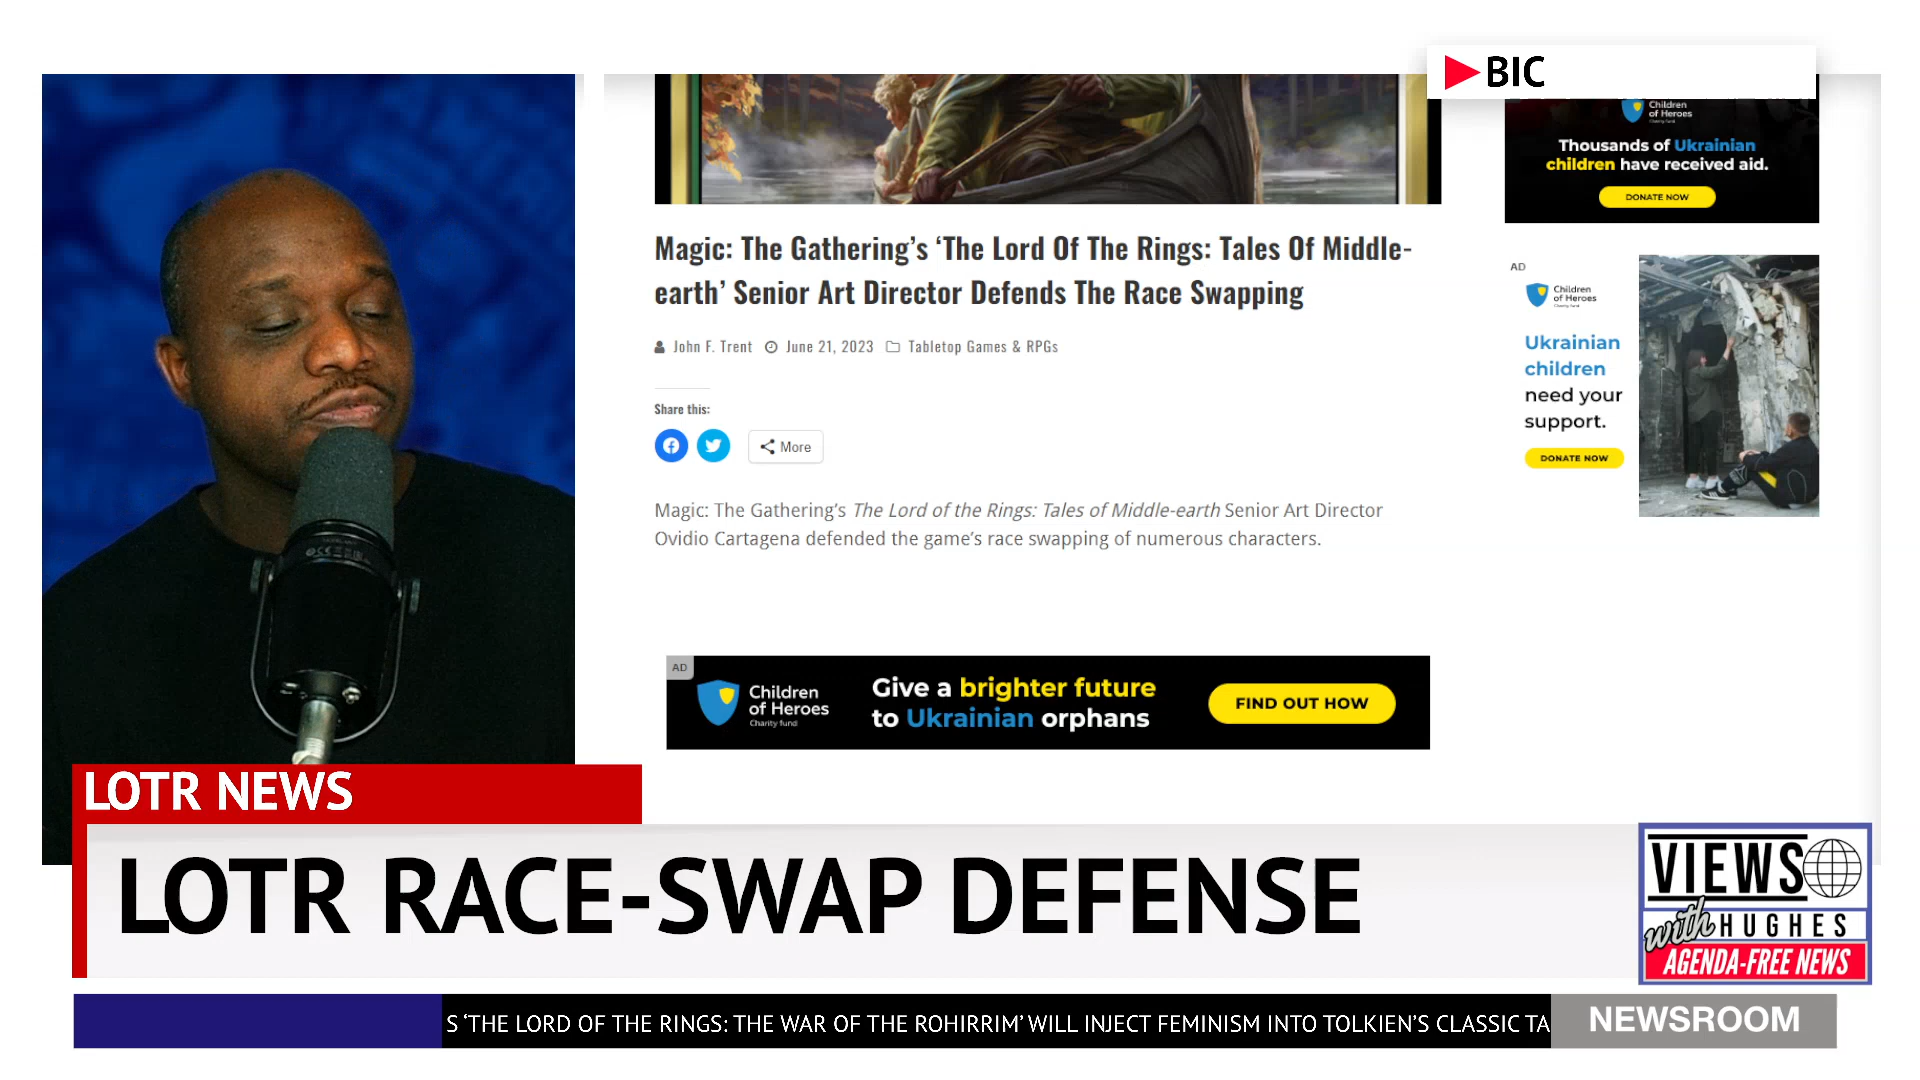 BIC
Children
of Heroes
Charity fund
Thousands of Ukrainian
children have received aid.
DONATE NOW
Magic: The Gathering's ‘The Lord Of The Rings: Tales Of Middle-
earth’ Senior Art Director Defends The Race Swapping
John F. Trent June 21, 2023 Tabletop Games & RPGs
Share this:
More
Magic: The Gathering's The Lord of the Rings: Tales of Middle-earth Senior Art Director
Ovidio Cartagena defended the game's race swapping of numerous characters.
AD
Children
of Heroes
Charity fund
Ukrainian
children
need your
support.
DONATE NOW
AD
Children
of Heroes
Charity fund
Give a brighter future
to Ukrainian orphans
FIND OUT HOW
LOTR NEWS
LOTR RACE-SWAP DEFENSE
VIEWS
with HUGHES
AGENDA-FREE NEWS
S ‘THE LORD OF THE RINGS: THE WAR OF THE ROHIRRIM’ WILL INJECT FEMINISM INTO TOLKIEN’S CLASSIC TA
NEWSROOM